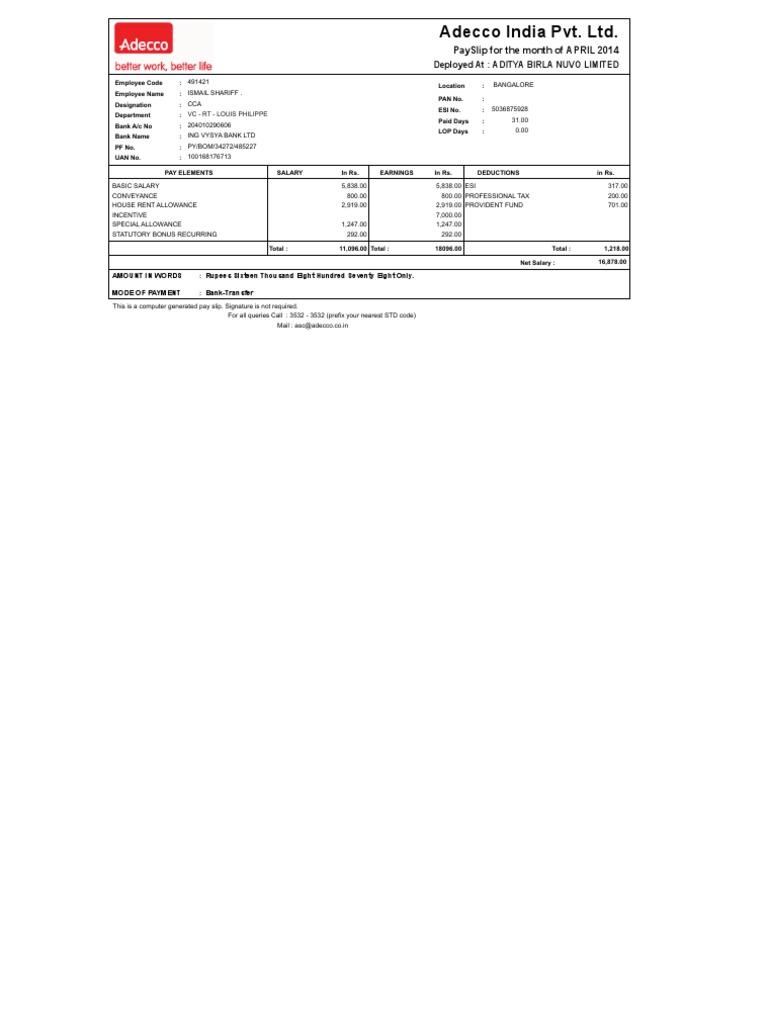 Adecco
better work, better life
Adecco India Pvt. Ltd.
PaySlip for the month of APRIL 2014
Deployed At : ADITYA BIRLA NUVO LIMITED
Employee Code : 491421
Employee Name : ISMAIL SHARIFF .
Designation : CCA
Department : VC - RT - LOUIS PHILIPPE
Bank A/c No : 204010290606
Bank Name : ING VYSYA BANK LTD
PF No. : PY/BOM/34272/485227
UAN No. : 100168176713
Location : BANGALORE
PAN No. :
ESI No. : 5036875928
Paid Days : 31.00
LOP Days : 0.00
PAY ELEMENTS SALARY In Rs. EARNINGS In Rs. DEDUCTIONS in Rs.
BASIC SALARY 5,838.00 5,838.00 ESI 317.00
CONVEYANCE 800.00 800.00 PROFESSIONAL TAX 200.00
HOUSE RENT ALLOWANCE 2,919.00 2,919.00 PROVIDENT FUND 701.00
INCENTIVE 7,000.00
SPECIAL ALLOWANCE 1,247.00 1,247.00
STATUTORY BONUS RECURRING 292.00 292.00
Total : 11,096.00 Total : 18096.00 Total : 1,218.00
Net Salary : 16,878.00
AMOUNT IN WORDS : Rupees Sixteen Thousand Eight Hundred Seventy Eight Only.
MODE OF PAYMENT : Bank-Transfer
This is a computer generated pay slip. Signature is not required.
For all queries Call : 3532 - 3532 (prefix your nearest STD code)
Mail : asc@adecco.co.in